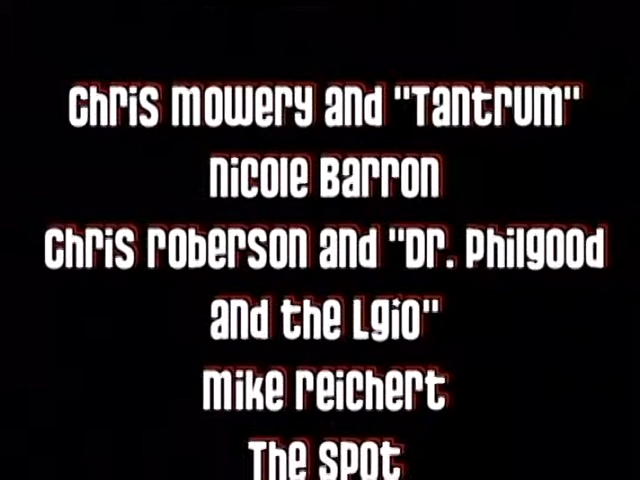 Chris Mowery and "Tantrum"
Nicole Barron
Chris Roberson and "Dr. Philgood
and the Lgio"
Mike Reichert
The Spot